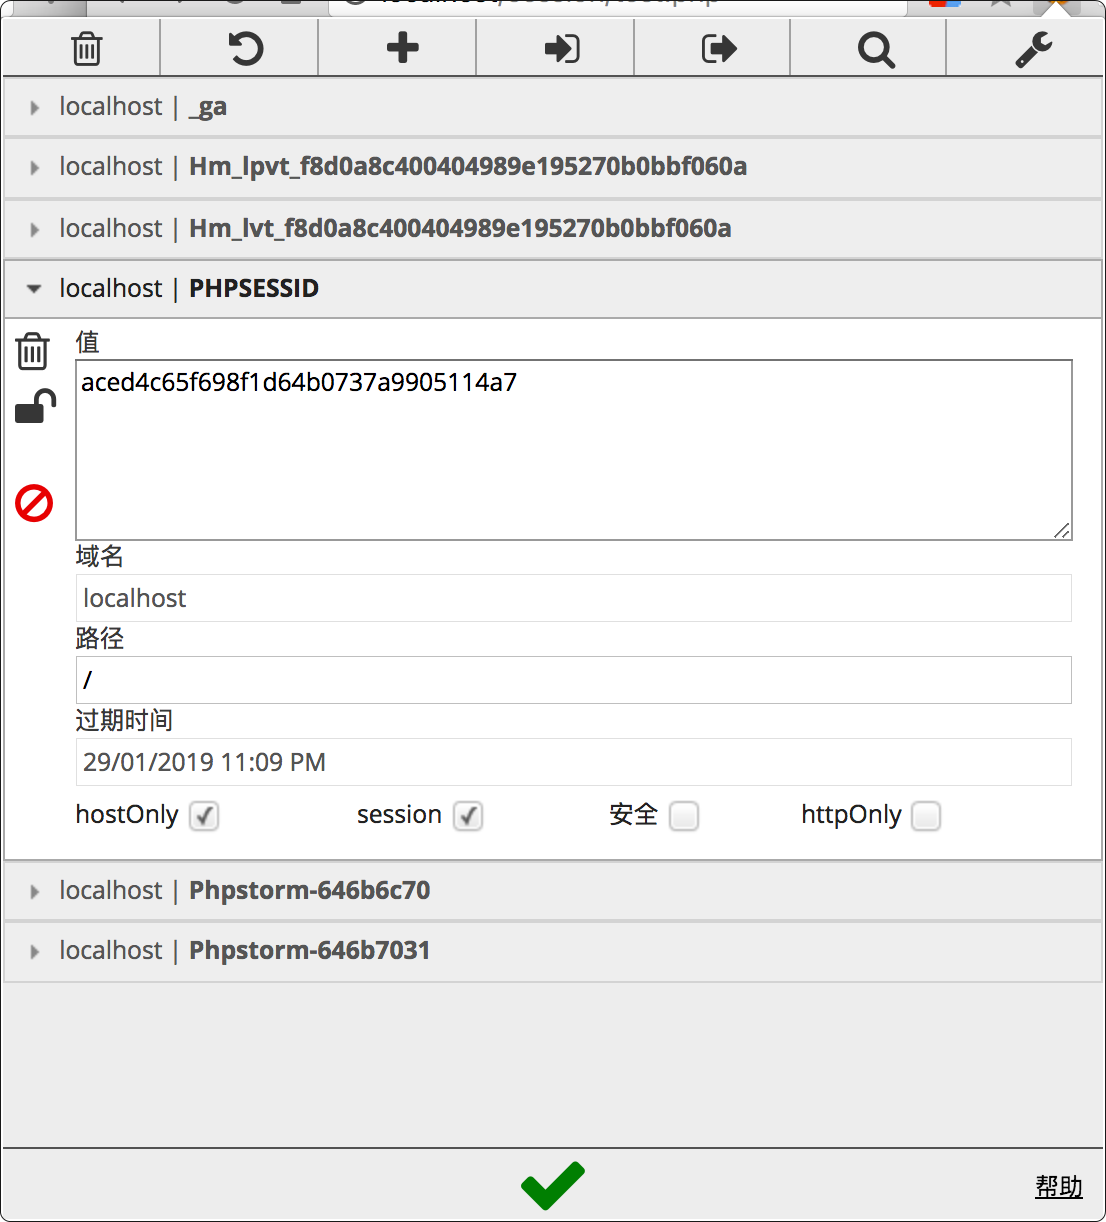 localhost | _ga
localhost | Hm_lpvt_f8d0a8c400404989e195270b0bbf060a
localhost | Hm_lvt_f8d0a8c400404989e195270b0bbf060a
localhost | PHPSESSID
值
aced4c65f698f1d64b0737a9905114a7
域名
localhost
路径
/
过期时间
29/01/2019 11:09 PM
hostOnly session 安全 httpOnly
localhost | Phpstorm-646b6c70
localhost | Phpstorm-646b7031
帮助